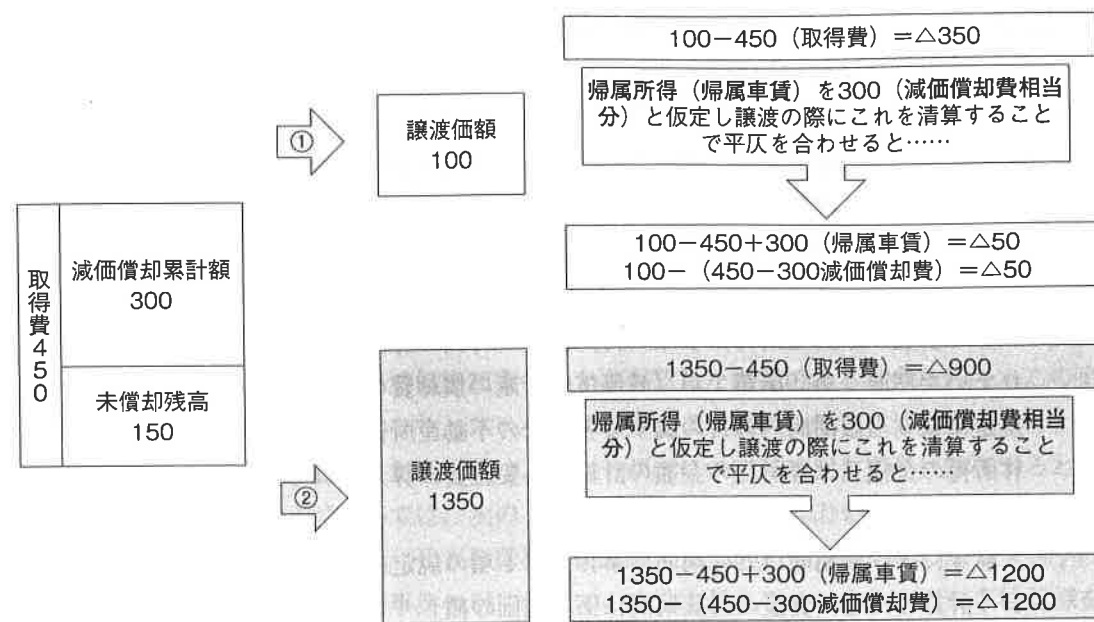 取得費450
減価償却累計額
300
未償却残高
150
①
譲渡価額
100
100−450（取得費）＝△350
帰属所得（帰属車賃）を300（減価償却費相当
分）と仮定し譲渡の際にこれを清算すること
で平仄を合わせると……
100−450+300（帰属車賃）＝△50
100−（450−300減価償却費）＝△50
②
譲渡価額
1350
1350−450（取得費）＝△900
帰属所得（帰属車賃）を300（減価償却費相当
分）と仮定し譲渡の際にこれを清算すること
で平仄を合わせると……
1350−450+300（帰属車賃）＝△1200
1350−（450−300減価償却費）＝△1200